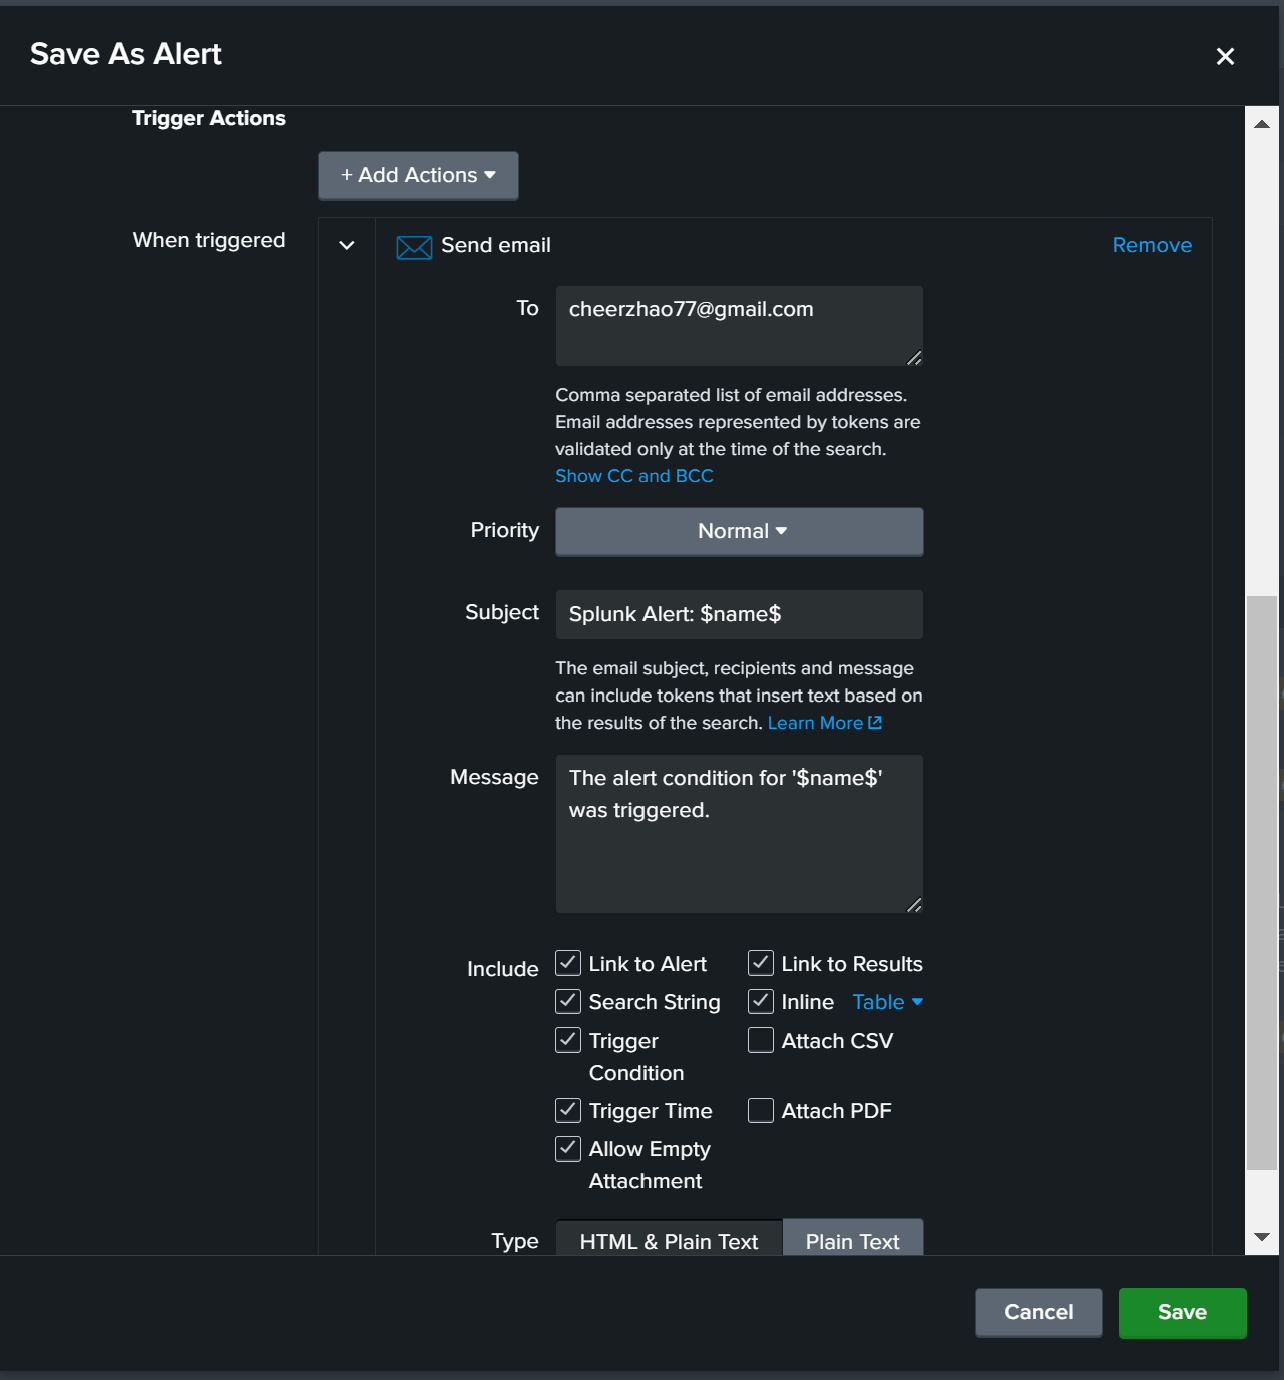 Save As Alert
Trigger Actions
+ Add Actions
When triggered
Send email
Remove
To
cheerzhao77@gmail.com
Comma separated list of email addresses.
Email addresses represented by tokens are
validated only at the time of the search.
Show CC and BCC
Priority
Normal
Subject
Splunk Alert: $name$
The email subject, recipients and message
can include tokens that insert text based on
the results of the search. Learn More
Message
The alert condition for '$name$'
was triggered.
Include
Link to Alert
Link to Results
Search String
Inline Table
Trigger
Condition
Attach CSV
Trigger Time
Attach PDF
Allow Empty
Attachment
Type
HTML & Plain Text
Plain Text
Cancel
Save